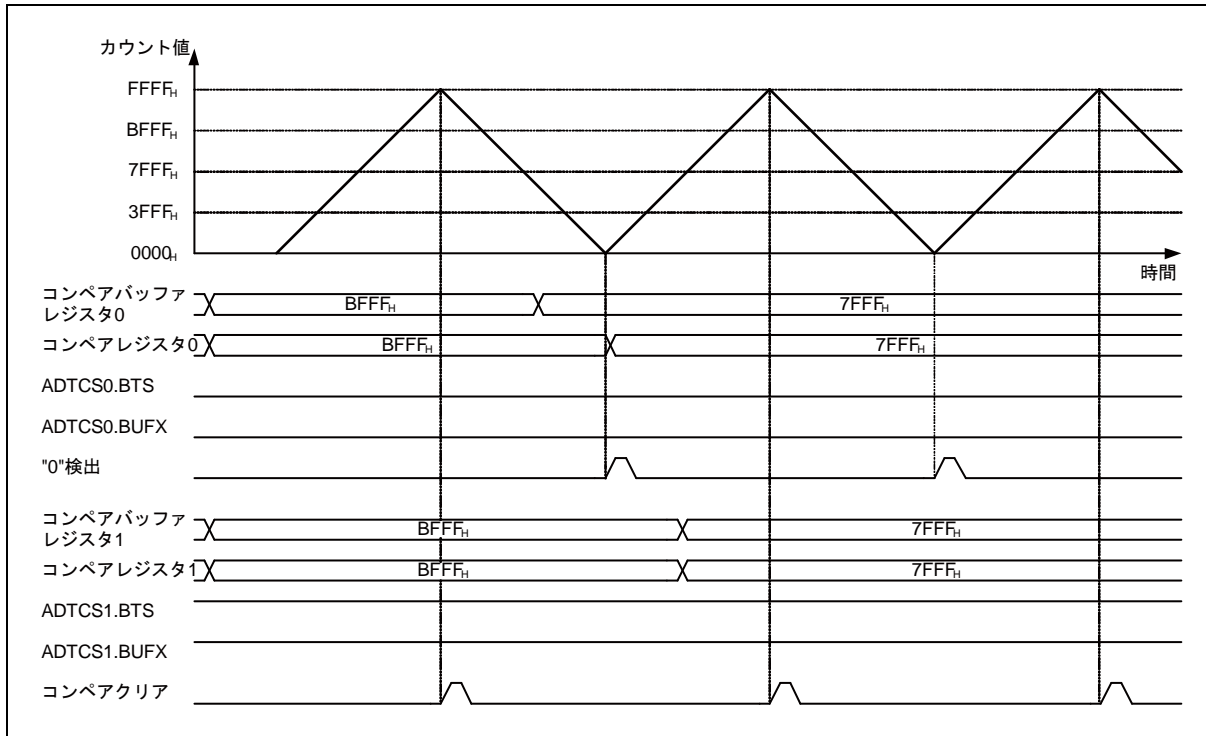 カウント値
FFFFH
BFFFH
7FFFH
3FFFH
0000H
時間
コンペアバッファ
レジスタ0
BFFFH
7FFFH
コンペアレジスタ0
BFFFH
7FFFH
ADTCS0.BTS
ADTCS0.BUFX
"0"検出
コンペアバッファ
レジスタ1
BFFFH
7FFFH
コンペアレジスタ1
BFFFH
7FFFH
ADTCS1.BTS
ADTCS1.BUFX
コンペアクリア